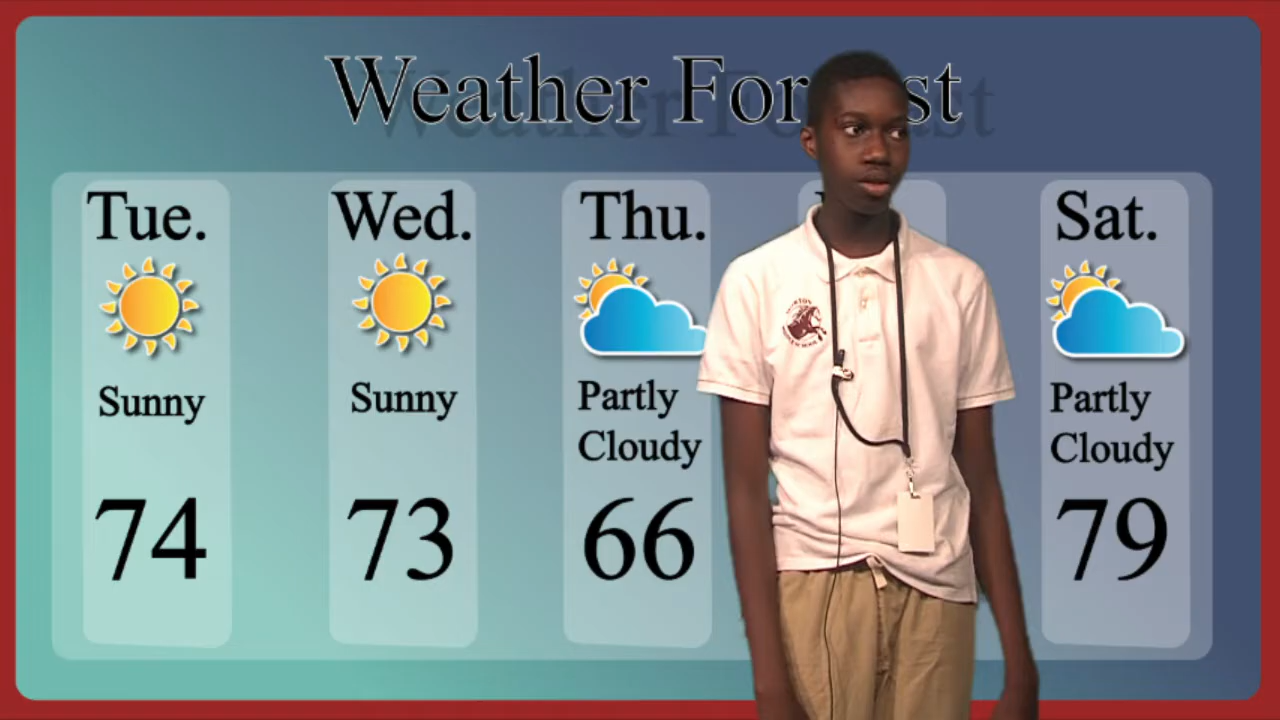 Weather For st
Tue.
Wed.
Thu.
Sat.
Sunny
Sunny
Partly
Cloudy
Partly
Cloudy
74
73
66
79